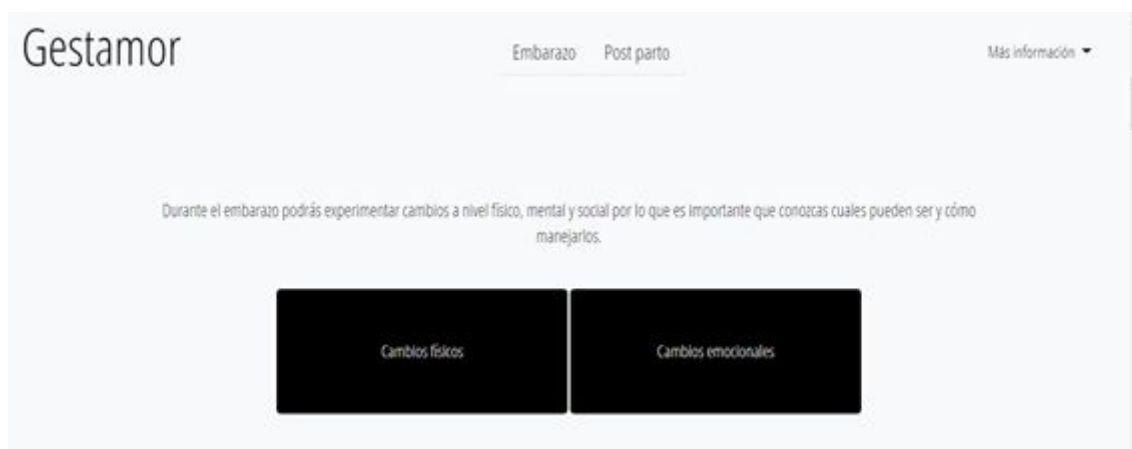 Gestamor
Embarazo Post parto
Más información
Durante el embarazo podrás experimentar cambios a nivel físico, mental y social por lo que es importante que conozcas cuales pueden ser y cómo
manejarlos.
Cambios físicos
Cambios emocionales